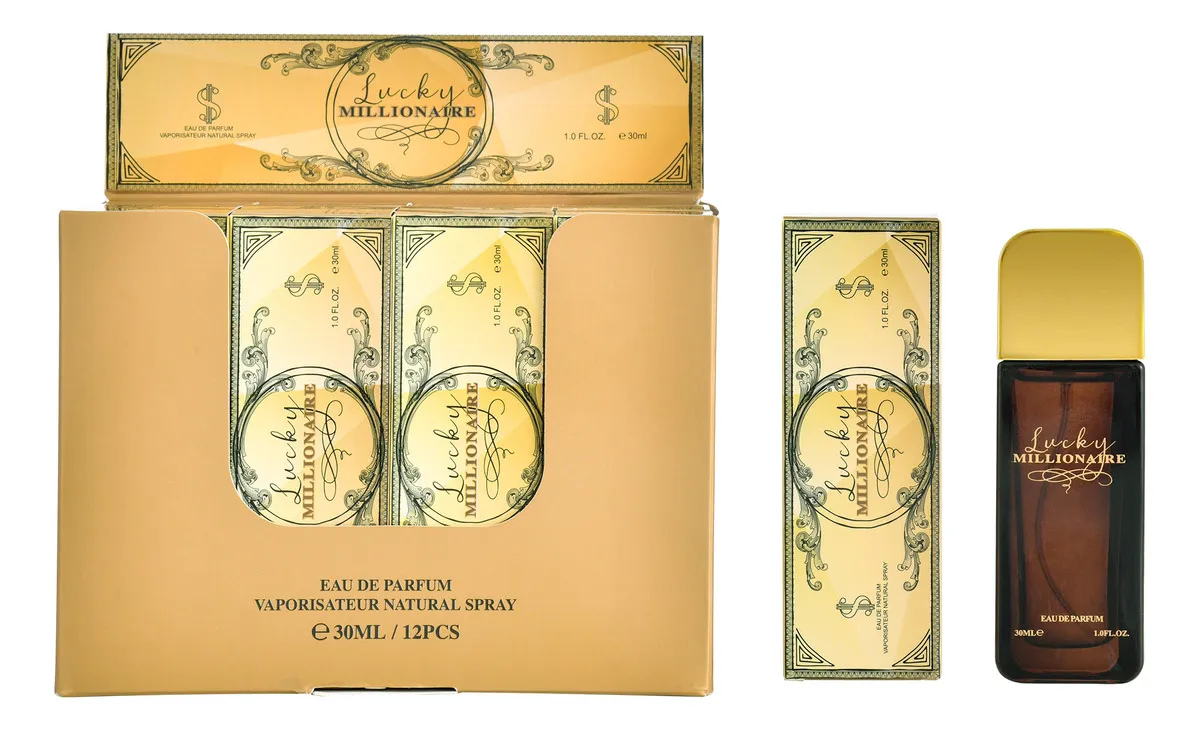 Lucky
MILLIONAIRE
$
EAU DE PARFUM
VAPORISATEUR NATURAL SPRAY
$
1.0 FL.OZ. ℮30ml
$
1.0 FL.OZ. ℮30ml
Lucky
MILLIONAIRE
$
1.0 FL.OZ. ℮30ml
Lucky
MILLIONAIRE
EAU DE PARFUM
VAPORISATEUR NATURAL SPRAY
℮30ML / 12PCS
$
1.0 FL.OZ. ℮30ml
Lucky
MILLIONAIRE
$
EAU DE PARFUM
VAPORISATEUR NATURAL SPRAY
Lucky
MILLIONAIRE
EAU DE PARFUM
30ML℮ 1.0FL.OZ.